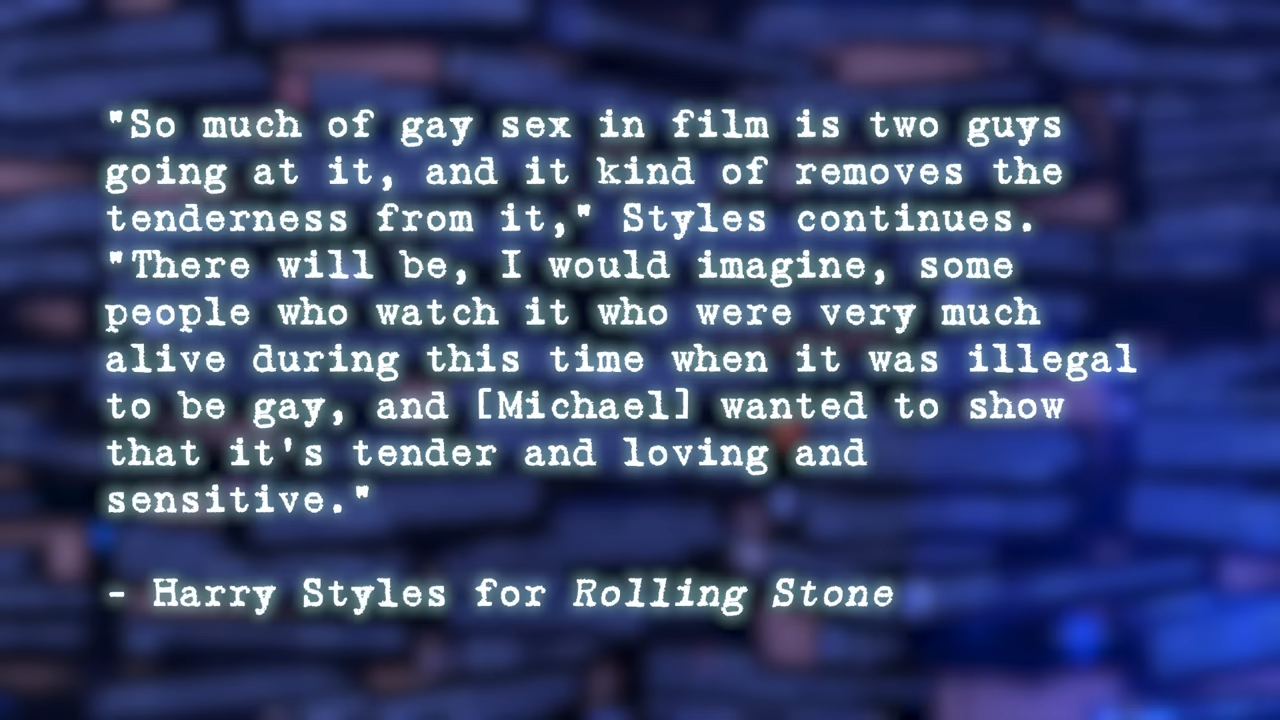 "So much of gay sex in film is two guys
going at it, and it kind of removes the
tenderness from it," Styles continues.
"There will be, I would imagine, some
people who watch it who were very much
alive during this time when it was illegal
to be gay, and [Michael] wanted to show
that it's tender and loving and
sensitive."
- Harry Styles for Rolling Stone